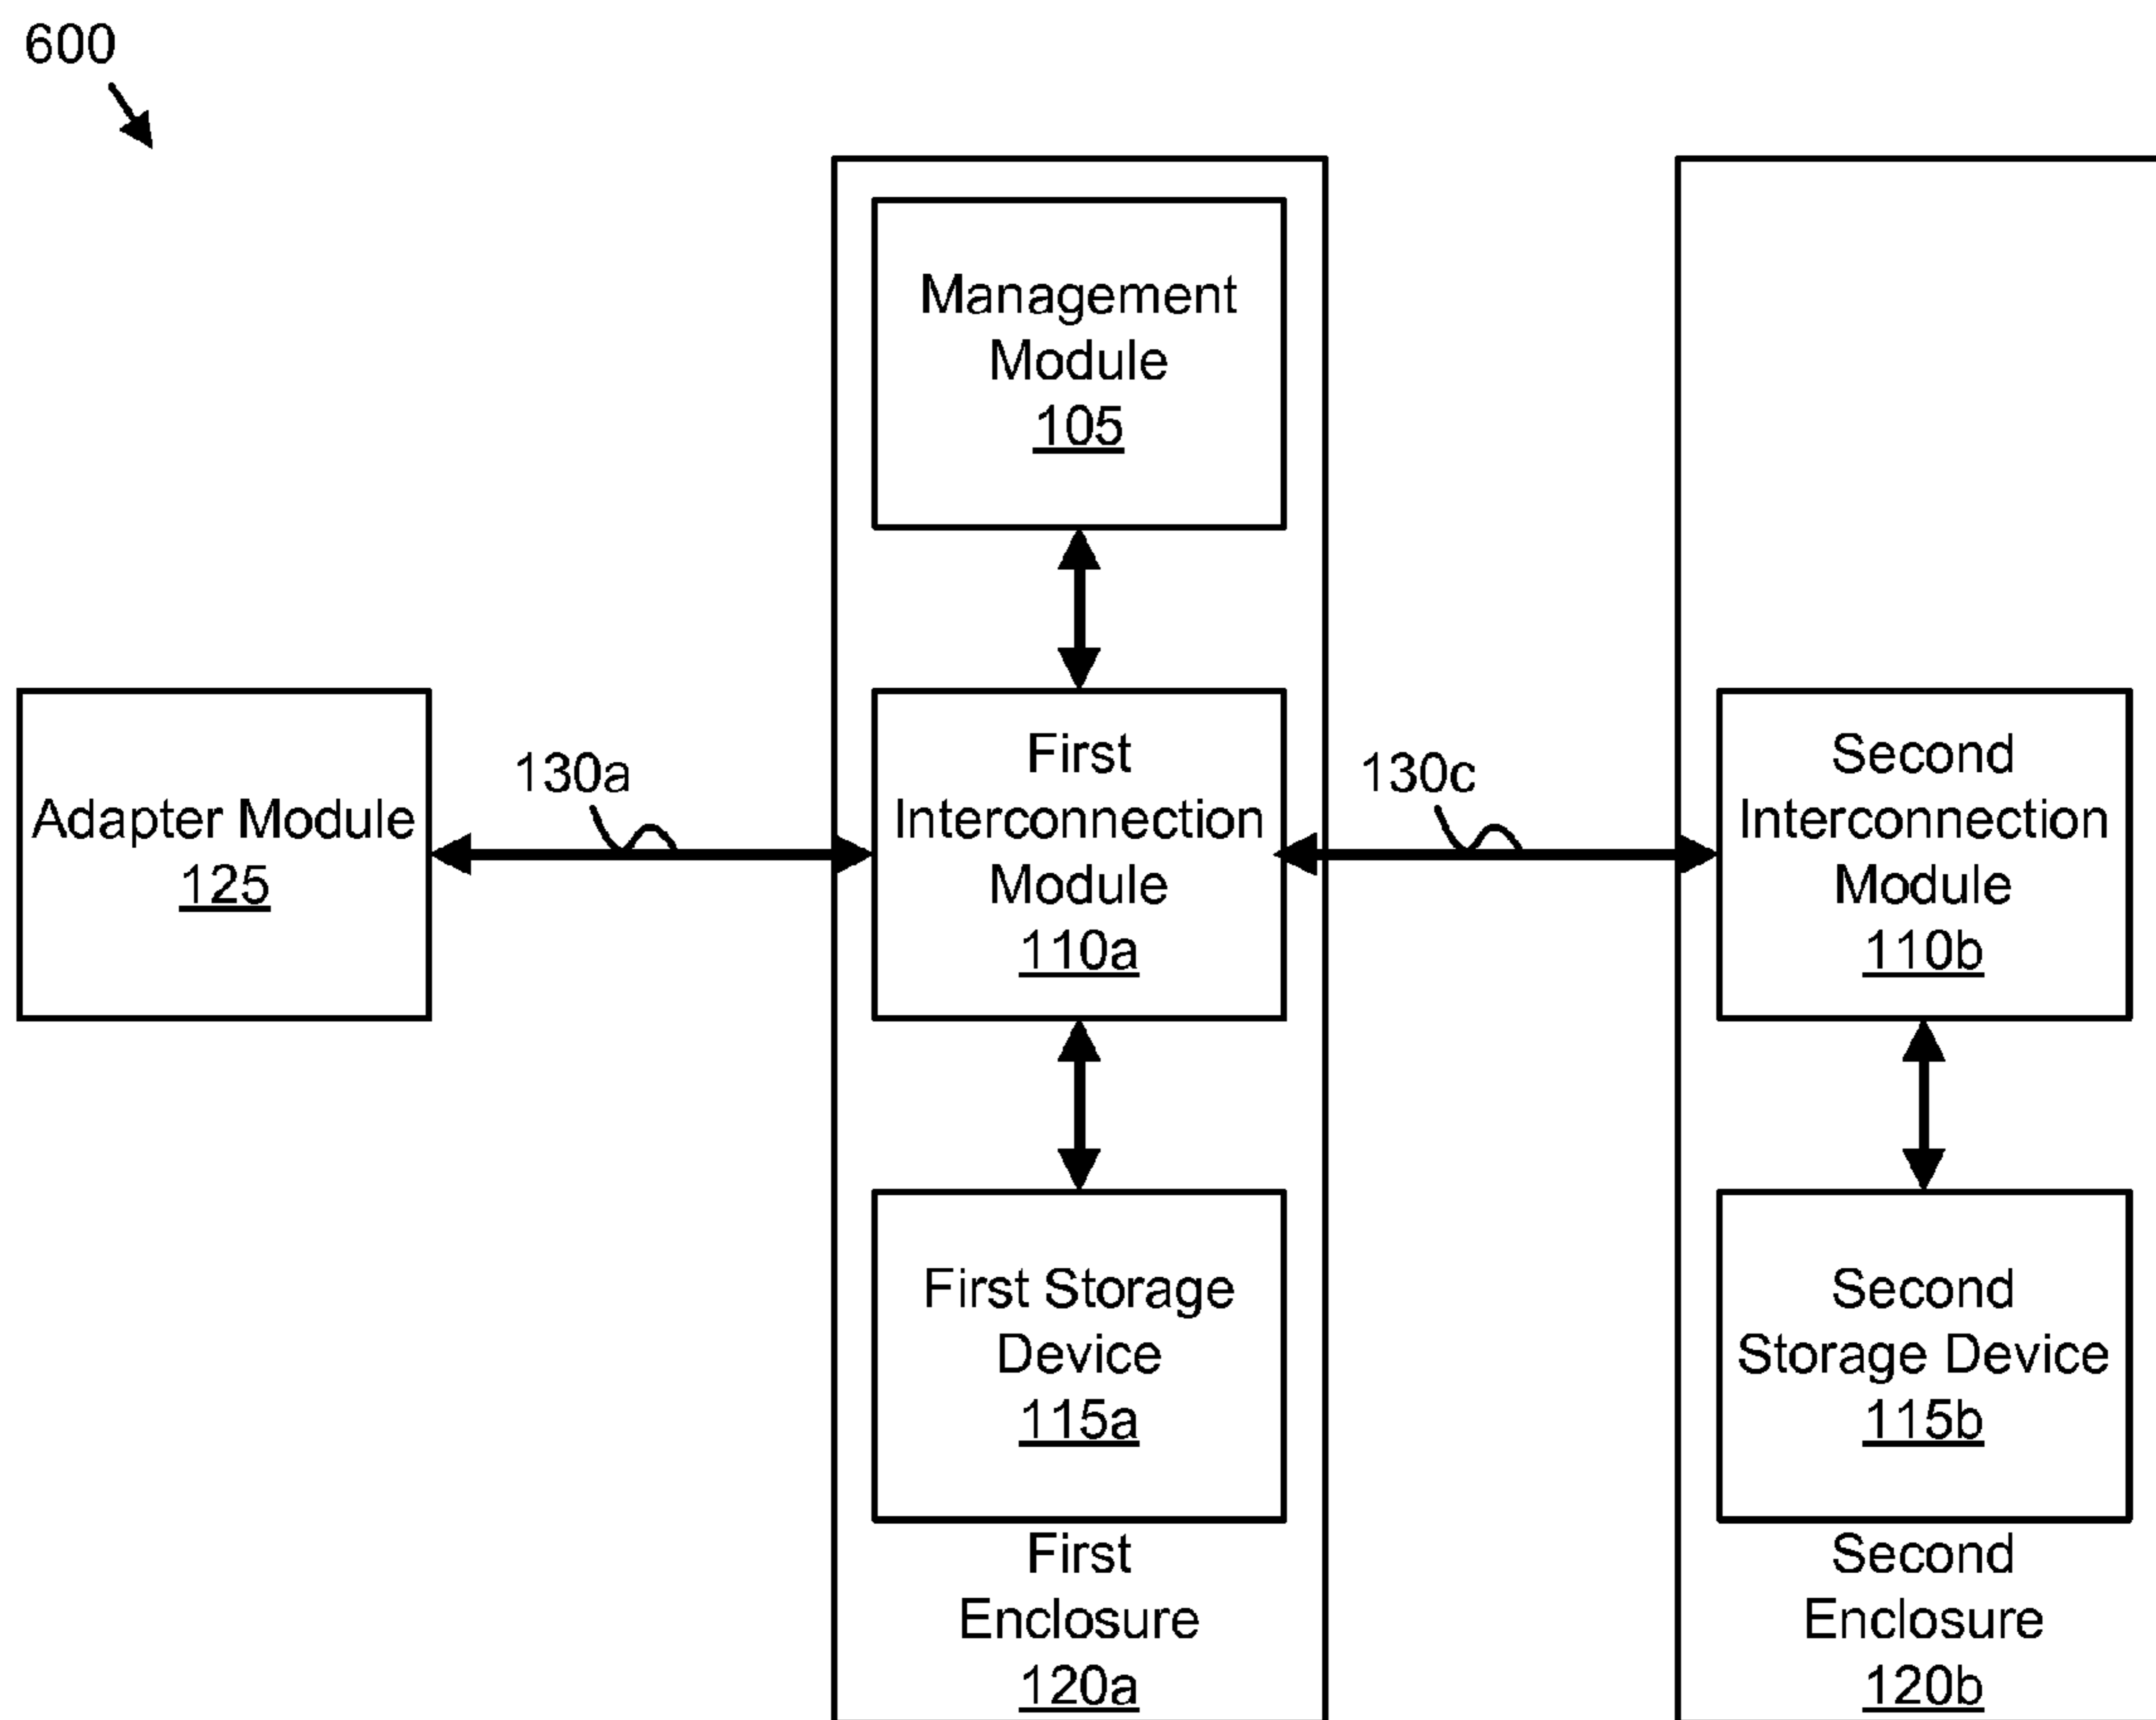 600
Management
Module
105
Adapter Module
125
130a
First
Interconnection
Module
110a
130c
Second
Interconnection
Module
110b
First Storage
Device
115a
Second
Storage Device
115b
First
Enclosure
120a
Second
Enclosure
120b